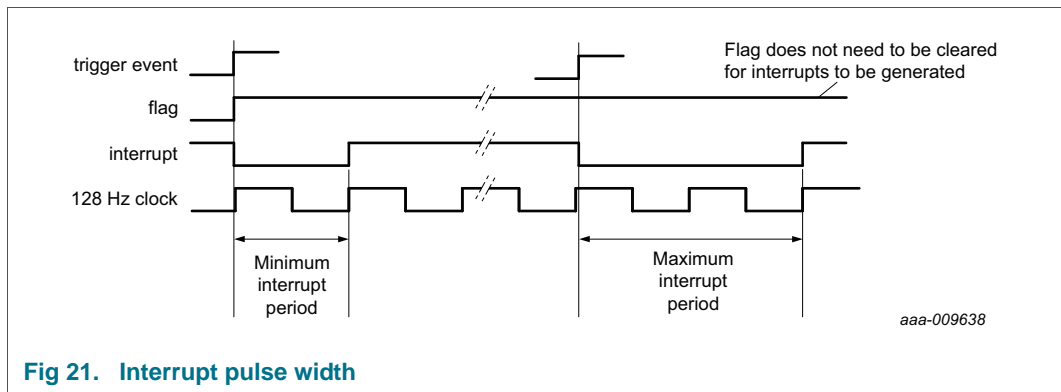 trigger event
Flag does not need to be cleared
for interrupts to be generated
flag
interrupt
128 Hz clock
Minimum
interrupt
period
Maximum
interrupt
period
aaa-009638
Fig 21. Interrupt pulse width